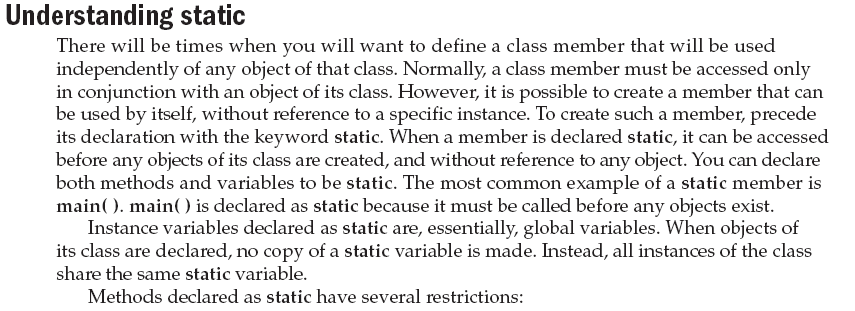 Understanding static
There will be times when you will want to define a class member that will be used
independently of any object of that class. Normally, a class member must be accessed only
in conjunction with an object of its class. However, it is possible to create a member that can
be used by itself, without reference to a specific instance. To create such a member, precede
its declaration with the keyword static. When a member is declared static, it can be accessed
before any objects of its class are created, and without reference to any object. You can declare
both methods and variables to be static. The most common example of a static member is
main( ). main( ) is declared as static because it must be called before any objects exist.
Instance variables declared as static are, essentially, global variables. When objects of
its class are declared, no copy of a static variable is made. Instead, all instances of the class
share the same static variable.
Methods declared as static have several restrictions: